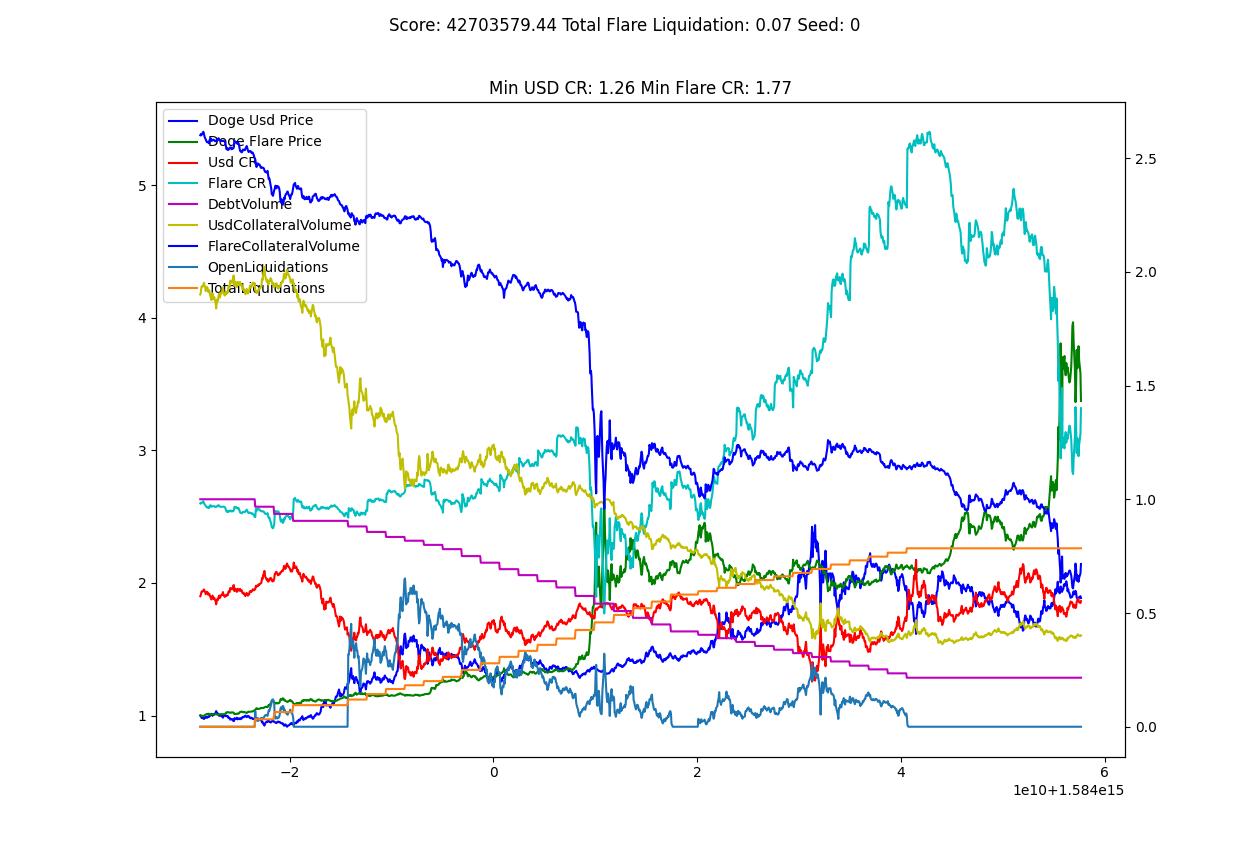 Score: 42703579.44 Total Flare Liquidation: 0.07 Seed: 0
Min USD CR: 1.26 Min Flare CR: 1.77
Doge Usd Price
Doge Flare Price
Usd CR
Flare CR
DebtVolume
UsdCollateralVolume
FlareCollateralVolume
OpenLiquidations
TotalLiquidations
5
4
3
2
1
2.5
2.0
1.5
1.0
0.5
0.0
−2 0 2 4 6
1e10+1.584e15